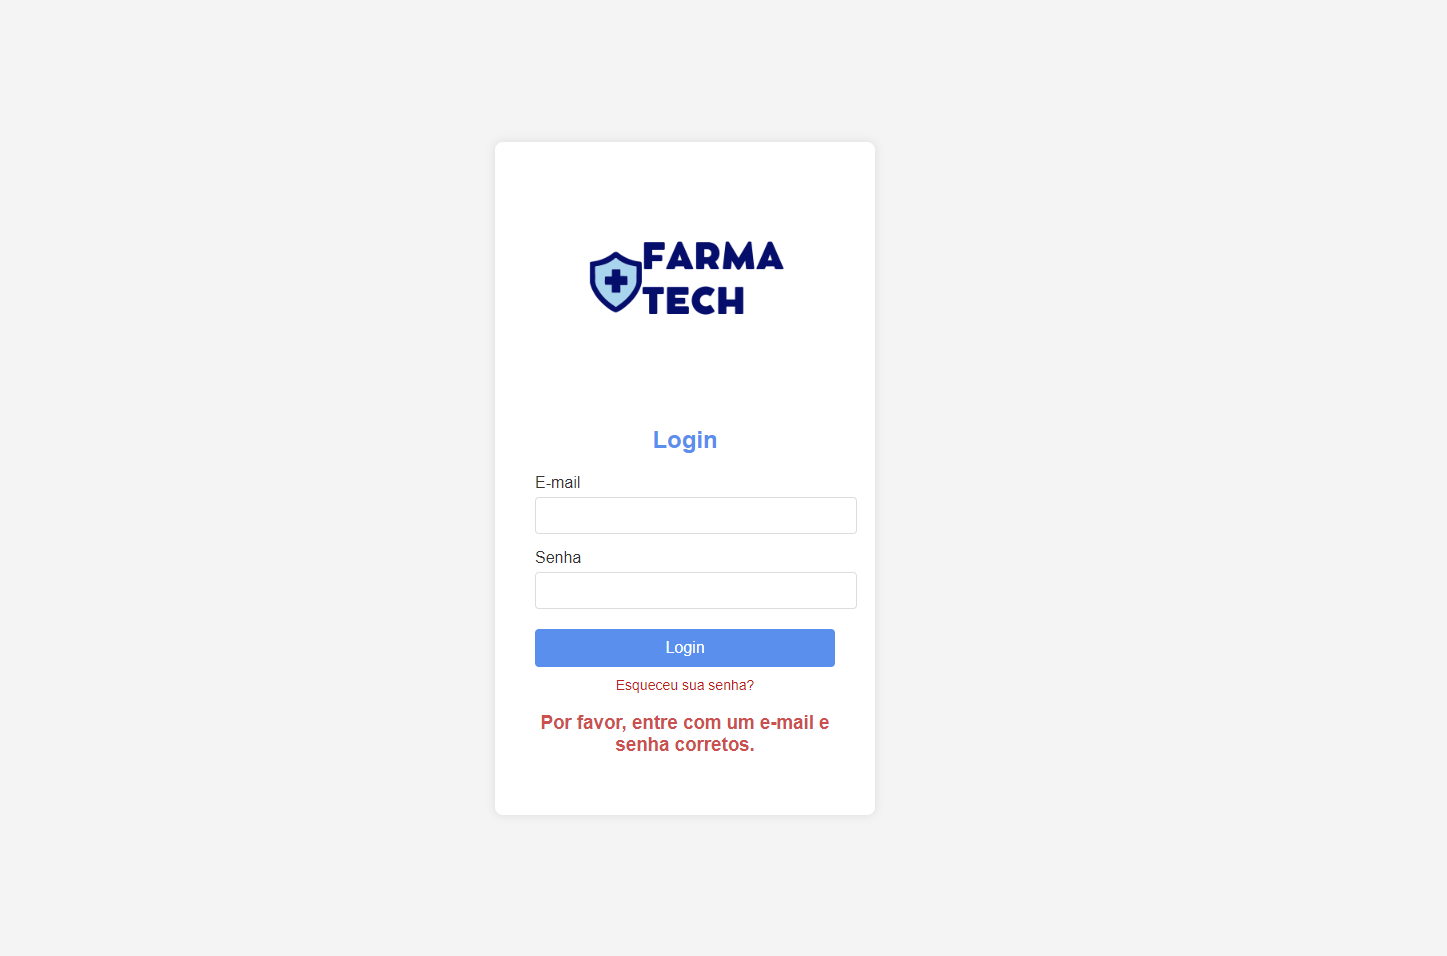 FARMA
TECH
Login
E-mail
Senha
Login
Esqueceu sua senha?
Por favor, entre com um e-mail e
senha corretos.